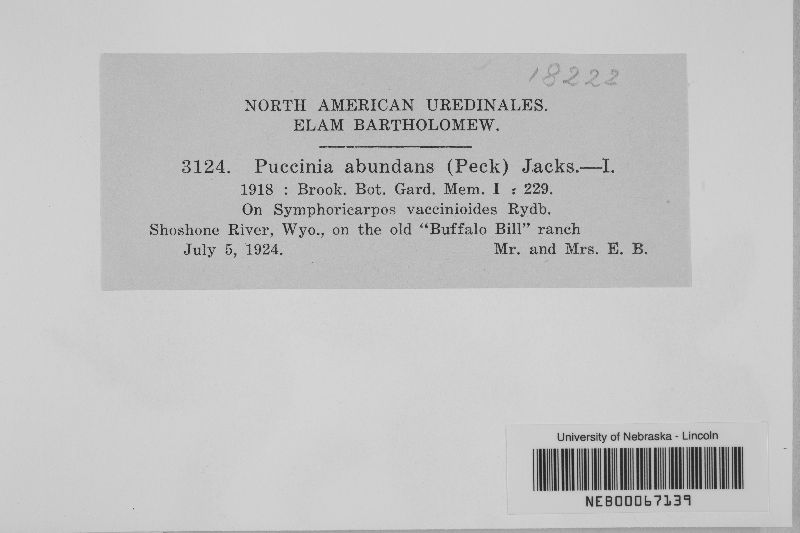 18222
NORTH AMERICAN UREDINALES.
ELAM BARTHOLOMEW.
3124. Puccinia abundans (Peck) Jacks.—I.
1918 : Brook. Bot. Gard. Mem. I : 229.
On Symphoricarpos vaccinioides Rydb.
Shoshone River, Wyo., on the old “Buffalo Bill” ranch
July 5, 1924. Mr. and Mrs. E. B.
University of Nebraska - Lincoln
NEB00067139